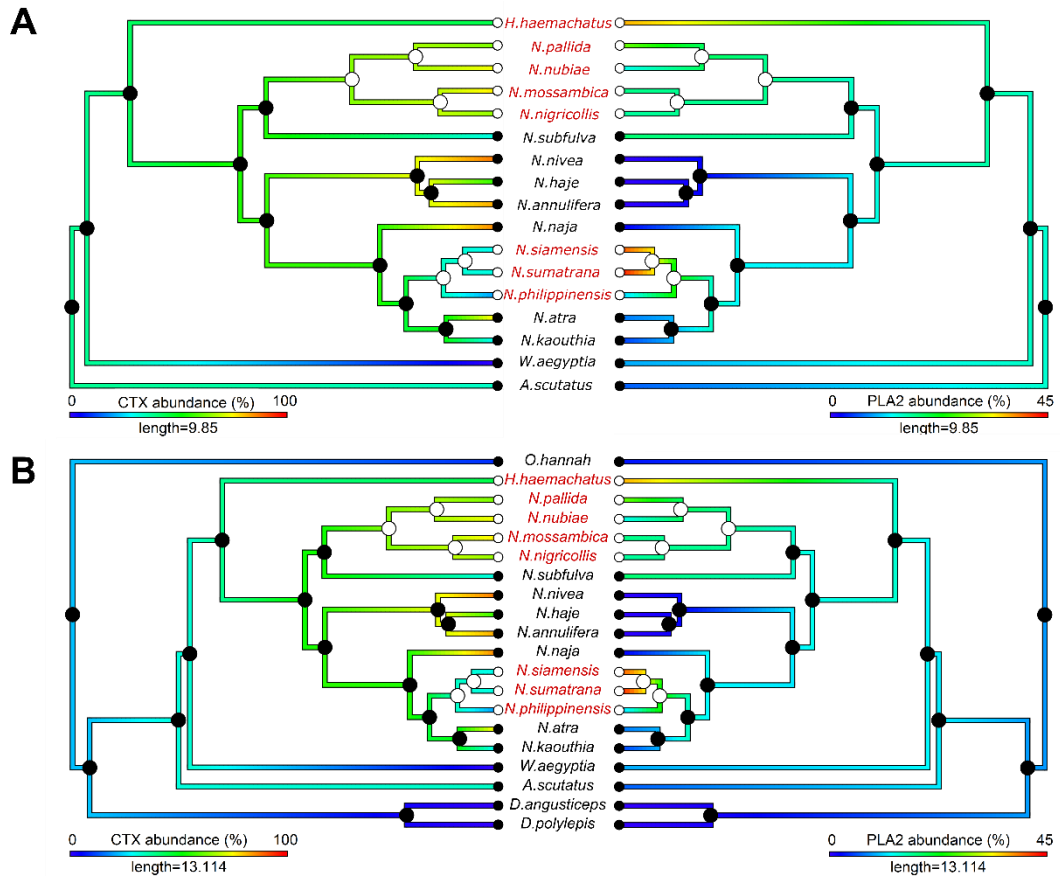 A
H.haemachatus
N.pallida
N.nubiae
N.mossambica
N.nigricollis
N.subfulva
N.nivea
N.haje
N.annulifera
N.naja
N.siamensis
N.sumatrana
N.philippinensis
N.atra
N.kaouthia
W.aegyptia
A.scutatus
0 CTX abundance (%) 100
length=9.85
0 PLA2 abundance (%) 45
length=9.85
B
O.hannah
H.haemachatus
N.pallida
N.nubiae
N.mossambica
N.nigricollis
N.subfulva
N.nivea
N.haje
N.annulifera
N.naja
N.siamensis
N.sumatrana
N.philippinensis
N.atra
N.kaouthia
W.aegyptia
A.scutatus
D.angusticeps
D.polylepis
0 CTX abundance (%) 100
length=13.114
0 PLA2 abundance (%) 45
length=13.114